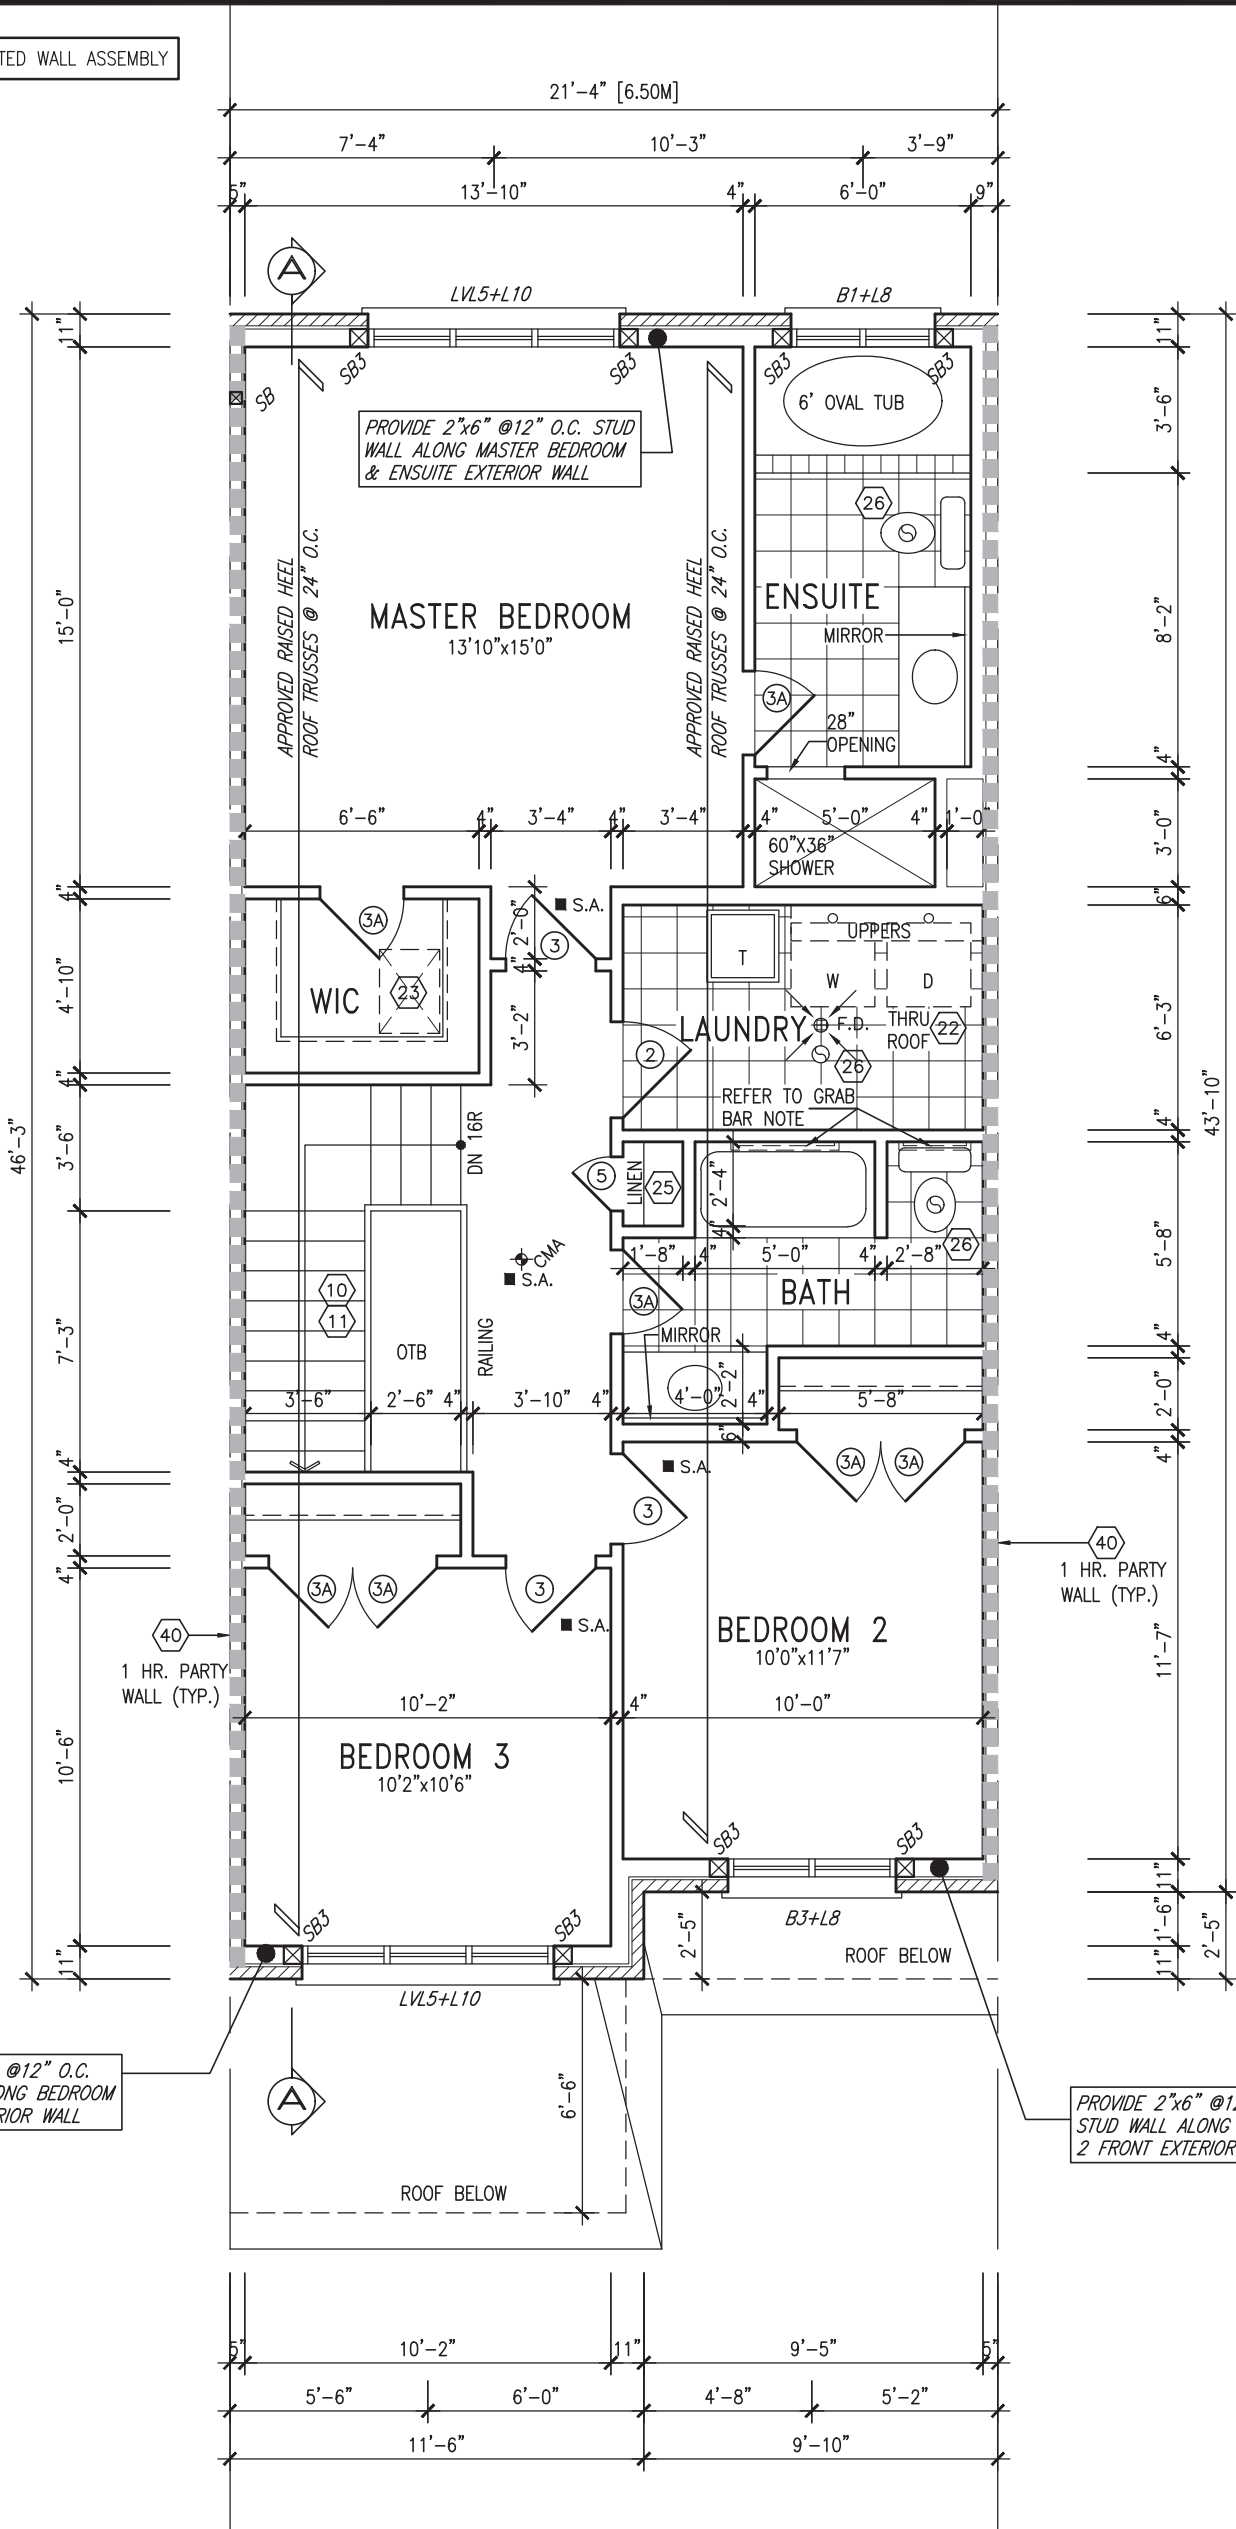 TED WALL ASSEMBLY
21'-4" [6.50M]
7'-4" 10'-3" 3'-9"
5" 13'-10" 4" 6'-0" 9"
A
LVL5+L10 B1+L8
11" 11"
SB3 SB3 SB3 SB3
SB
6' OVAL TUB
PROVIDE 2"x6" @12" O.C. STUD
WALL ALONG MASTER BEDROOM
& ENSUITE EXTERIOR WALL
3'-6"
26
APPROVED RAISED HEEL
ROOF TRUSSES @ 24" O.C.
APPROVED RAISED HEEL
ROOF TRUSSES @ 24" O.C.
15'-0"
MASTER BEDROOM
13'10"x15'0"
ENSUITE
MIRROR
8'-2"
3A
28"
OPENING
4"
6'-6" 4" 3'-4" 4" 3'-4" 4" 5'-0" 4" 1'-0"
60"X36"
SHOWER
3'-0"
4" 6"
3A
2'-0"
S.A.
3
4"
UPPERS
T W D
4'-10"
WIC
23
3'-2"
LAUNDRY
F.D.
THRU
ROOF
22
6'-3"
2
26
4"
REFER TO GRAB
BAR NOTE
46'-3"
43'-10"
3'-6"
DN 16R
4"
5
LINEN
25
2'-4"
4"
26
5'-8"
CMA
S.A.
1'-8" 4" 5'-0" 4" 2'-8"
BATH
10
11
3A
7'-3"
OTB
RAILING
MIRROR
4"
2'-2"
2'-0"
3'-6" 2'-6" 4" 3'-10" 4" 4'-0" 4" 5'-8"
6"
4" 4"
S.A.
3A 3A
2'-0"
3
40
1 HR. PARTY
WALL (TYP.)
4"
3A 3A
3
S.A.
40
1 HR. PARTY
WALL (TYP.)
BEDROOM 2
10'0"x11'7"
11'-7"
10'-2" 4" 10'-0"
10'-6"
BEDROOM 3
10'2"x10'6"
SB3 SB3
11"
SB3 SB3
B3+L8
2'-5"
1'-6"
2'-5"
ROOF BELOW
11" 11"
LVL5+L10
@12" O.C.
ONG BEDROOM
RIOR WALL
A
6'-6"
PROVIDE 2"x6" @12
STUD WALL ALONG
2 FRONT EXTERIOR
ROOF BELOW
5" 10'-2" 11" 9'-5" 5"
5'-6" 6'-0" 4'-8" 5'-2"
11'-6" 9'-10"